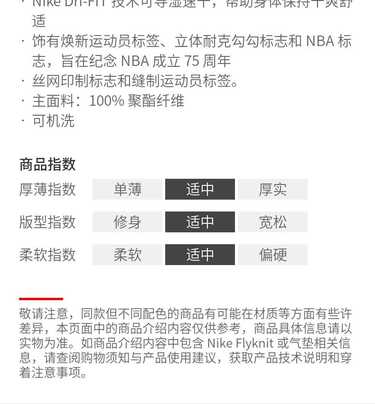 · Nike Dri-FIT 技术可导湿速干，帮助身体保持干爽舒
适
· 饰有焕新运动员标签、立体耐克勾勾标志和 NBA 标
志，旨在纪念 NBA 成立 75 周年
· 丝网印制标志和缝制运动员标签。
· 主面料：100% 聚酯纤维
· 可机洗
商品指数
厚薄指数 单薄 适中 厚实
版型指数 修身 适中 宽松
柔软指数 柔软 适中 偏硬
敬请注意，同款但不同配色的商品有可能在材质等方面有些许
差异，本页面中的商品介绍内容仅供参考，商品具体信息请以
实物为准。如商品介绍内容中包含 Nike Flyknit 或气垫相关信
息，请查阅购物须知与产品使用建议，获取产品技术说明和穿
着注意事项。